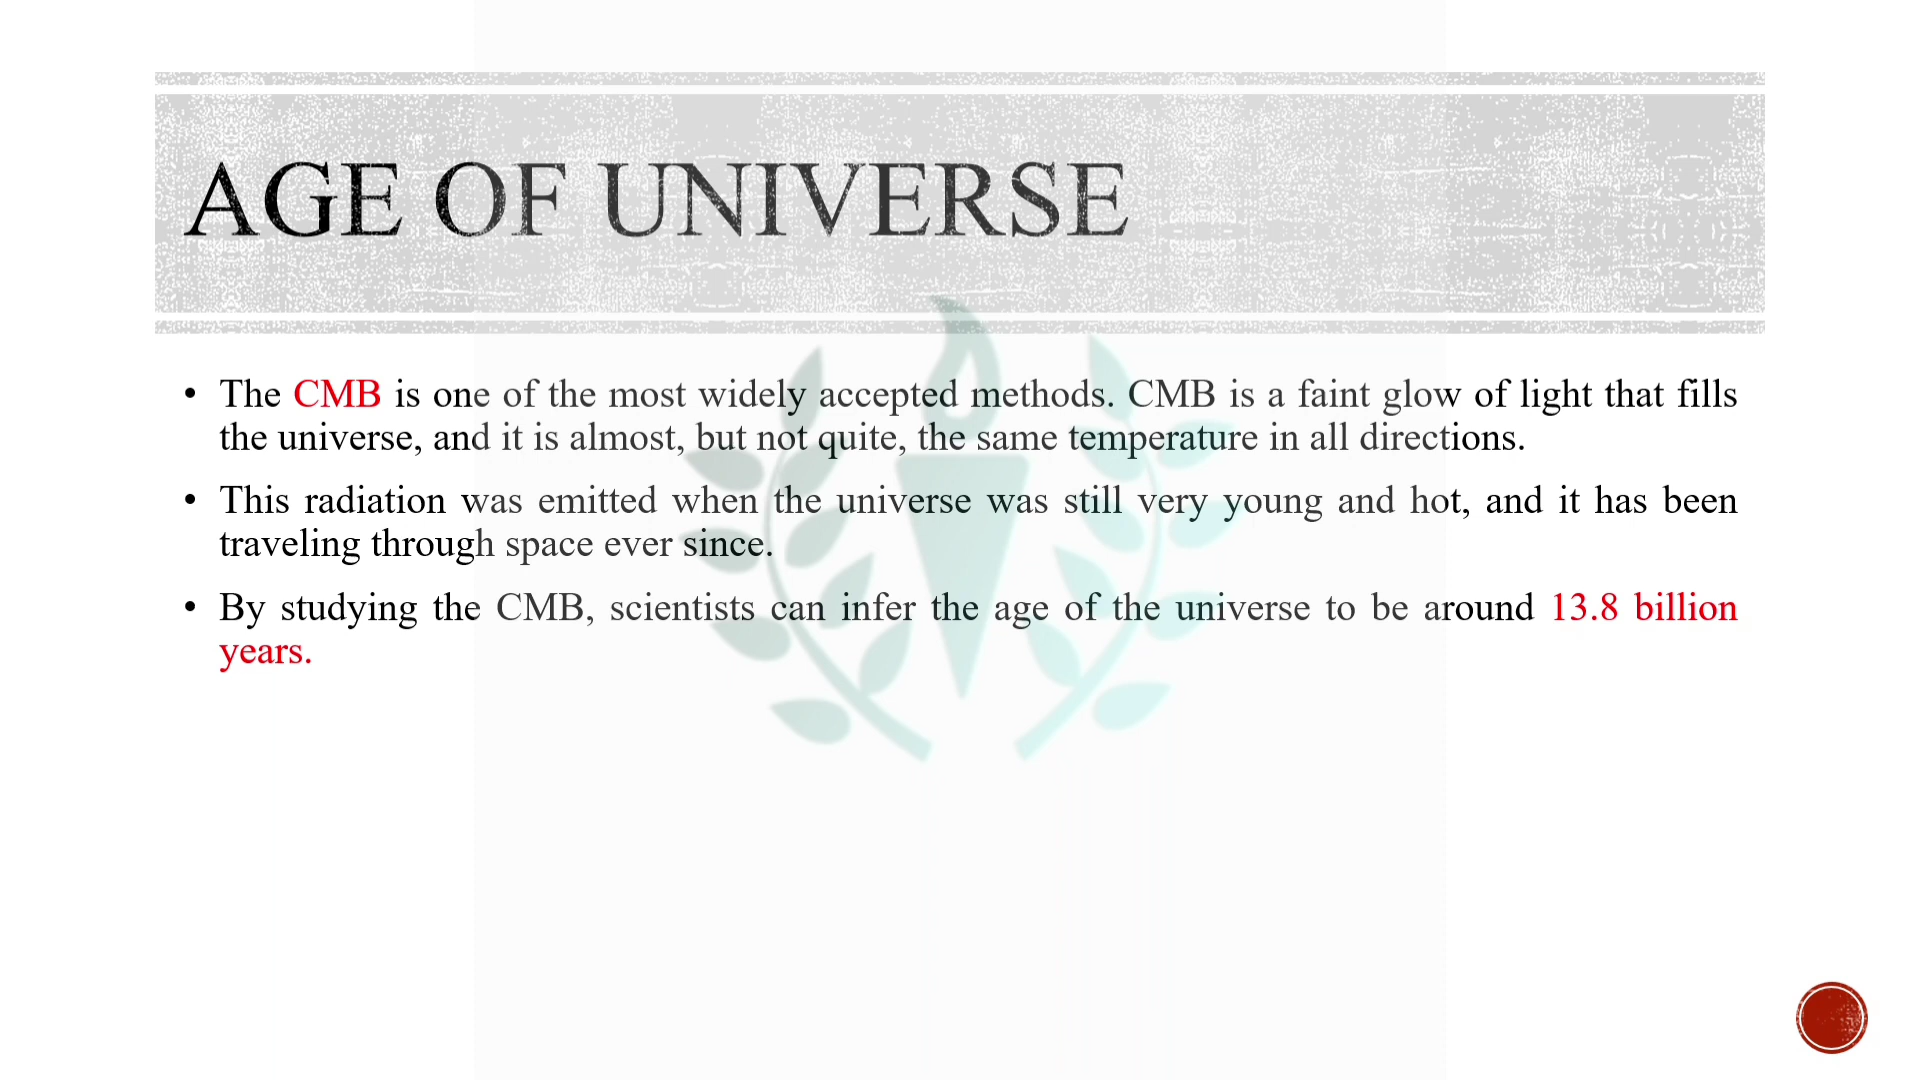 AGE OF UNIVERSE
• The CMB is one of the most widely accepted methods. CMB is a faint glow of light that fills
the universe, and it is almost, but not quite, the same temperature in all directions.
• This radiation was emitted when the universe was still very young and hot, and it has been
traveling through space ever since.
• By studying the CMB, scientists can infer the age of the universe to be around 13.8 billion
years.